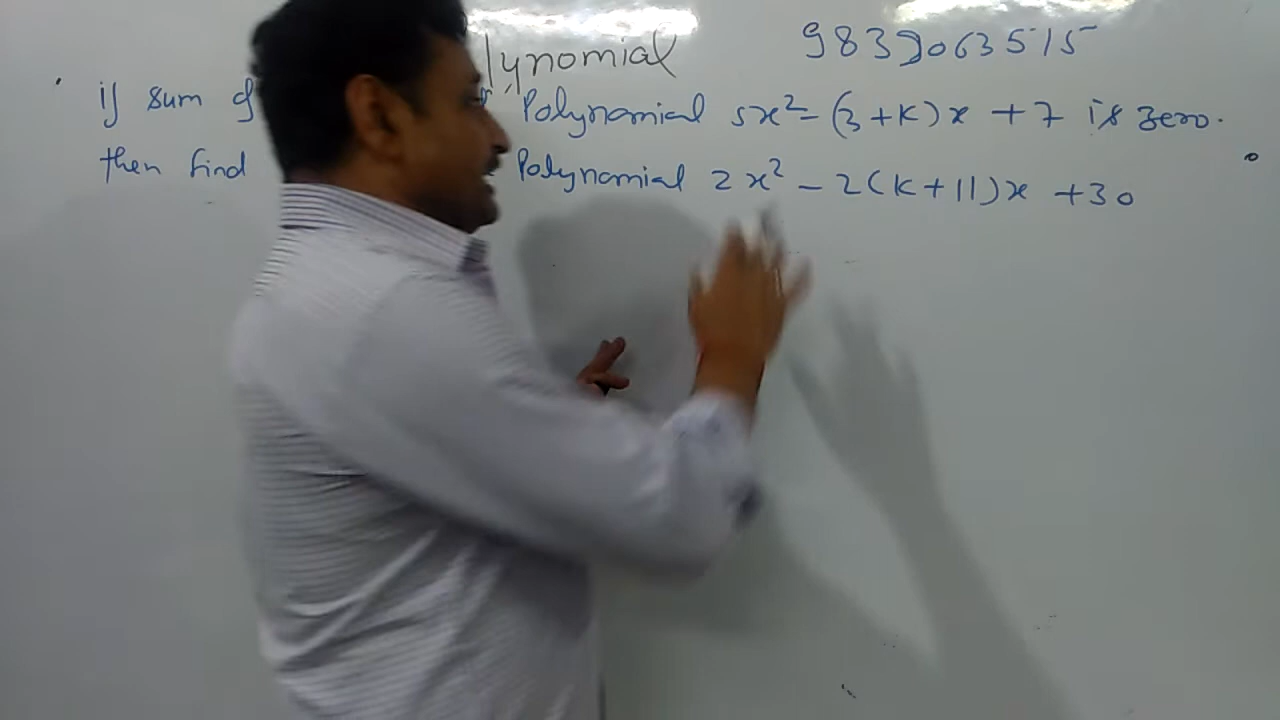 lynomial 9839063515
if sum of Polynomial 5x² - (3+k)x + 7 is zero.
then find Polynomial 2x² - 2(k+11)x + 30